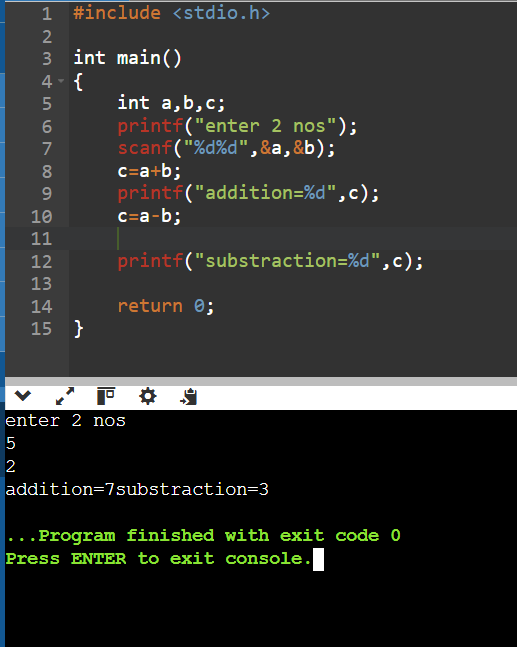 1 #include <stdio.h>
2
3 int main()
4 {
5 int a,b,c;
6 printf("enter 2 nos");
7 scanf("%d%d",&a,&b);
8 c=a+b;
9 printf("addition=%d",c);
10 c=a-b;
11
12 printf("substraction=%d",c);
13
14 return 0;
15 }
enter 2 nos
5
2
addition=7substraction=3
...Program finished with exit code 0
Press ENTER to exit console.